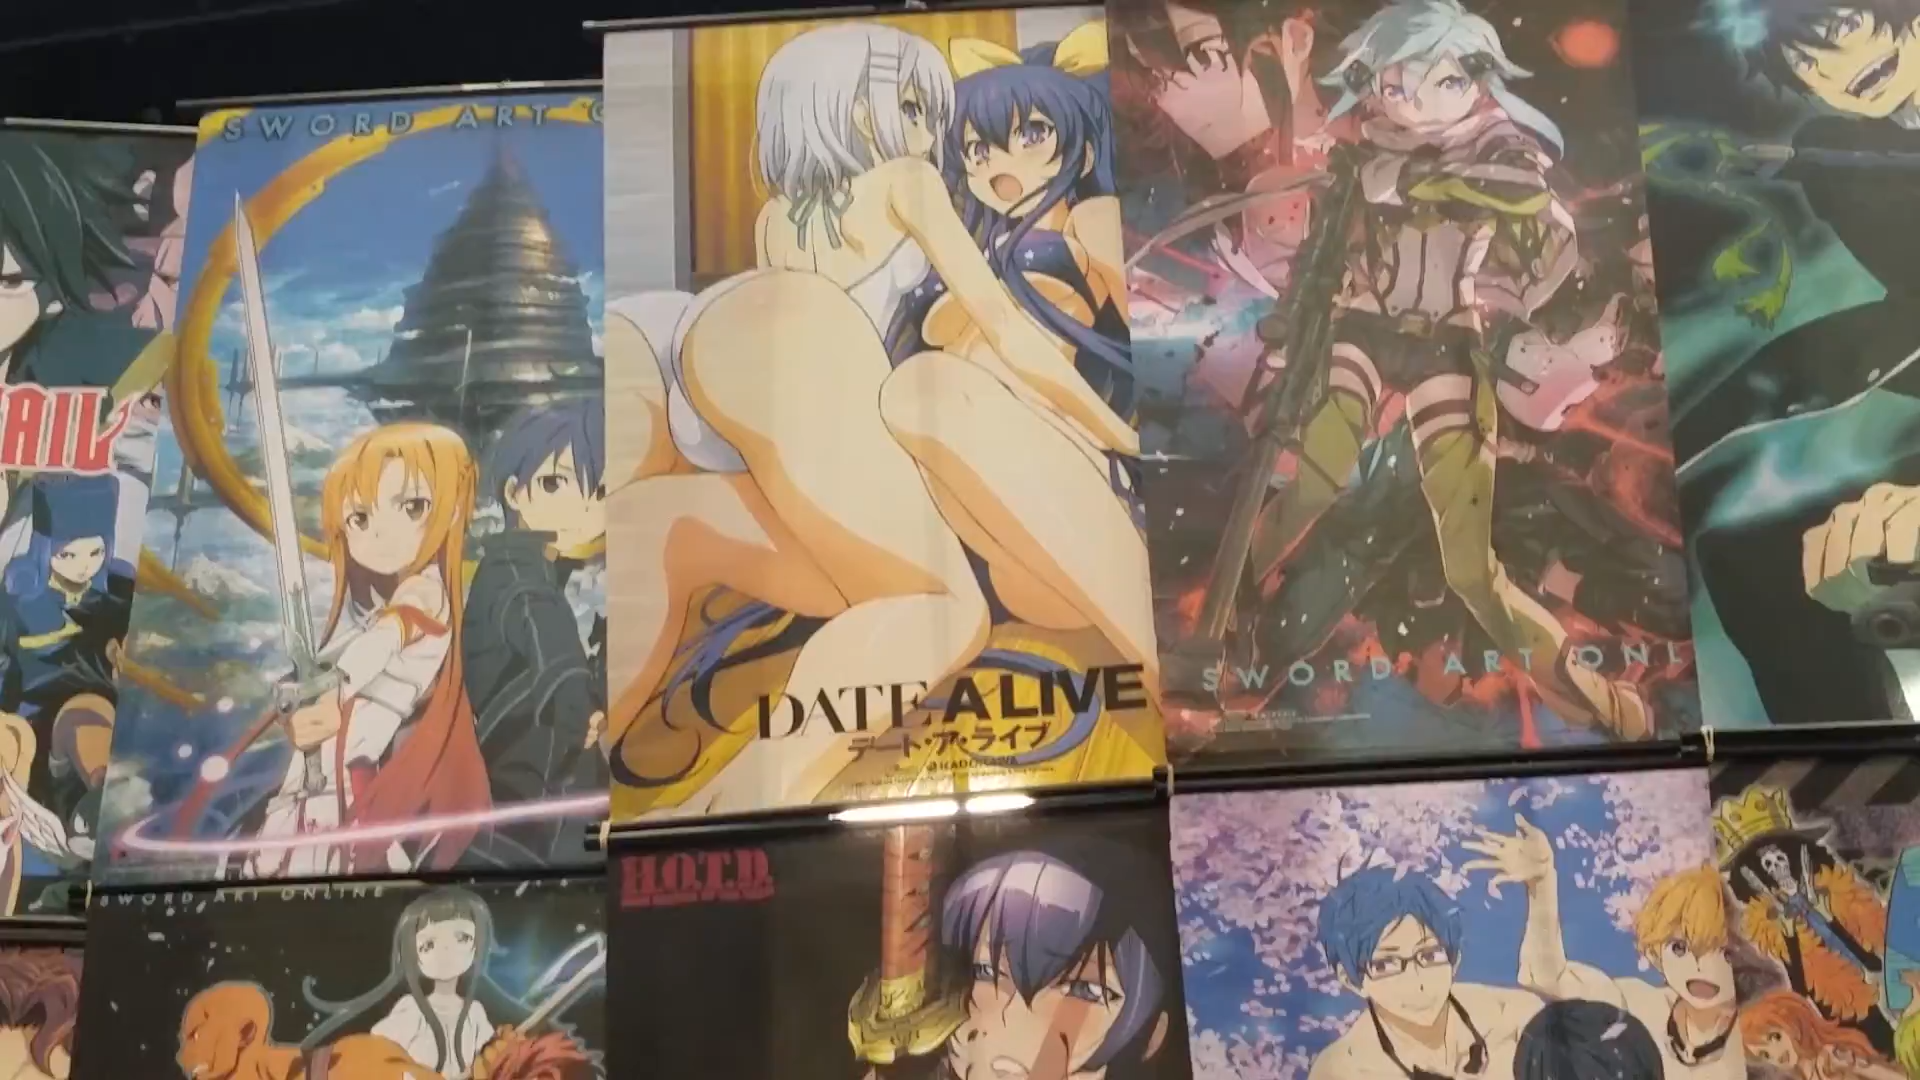 SWORD ART O
AIL
DATE A LIVE
デート・ア・ライブ
SWORD ART ONL
SWORD ART ONLINE
H.O.T.D.